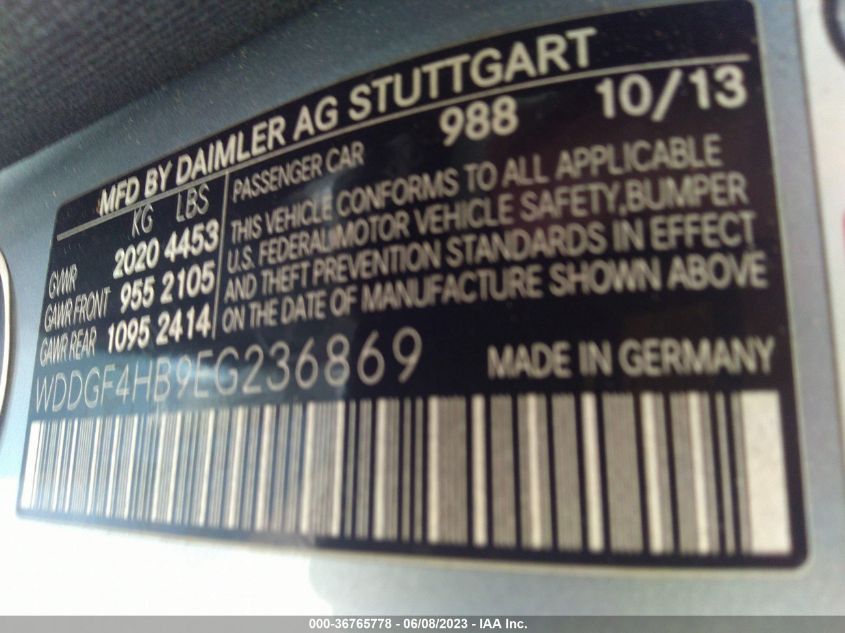 MFD BY DAIMLER AG STUTTGART
KG LBS
GVWR 2020 4453
GAWR FRONT 955 2105
GAWR REAR 1095 2414
PASSENGER CAR 988 10/13
THIS VEHICLE CONFORMS TO ALL APPLICABLE
U.S. FEDERAL/MOTOR VEHICLE SAFETY,BUMPER
AND THEFT PREVENTION STANDARDS IN EFFECT
ON THE DATE OF MANUFACTURE SHOWN ABOVE
WDDGF4HB9EG236869 MADE IN GERMANY
000-36765778 - 06/08/2023 - IAA Inc.